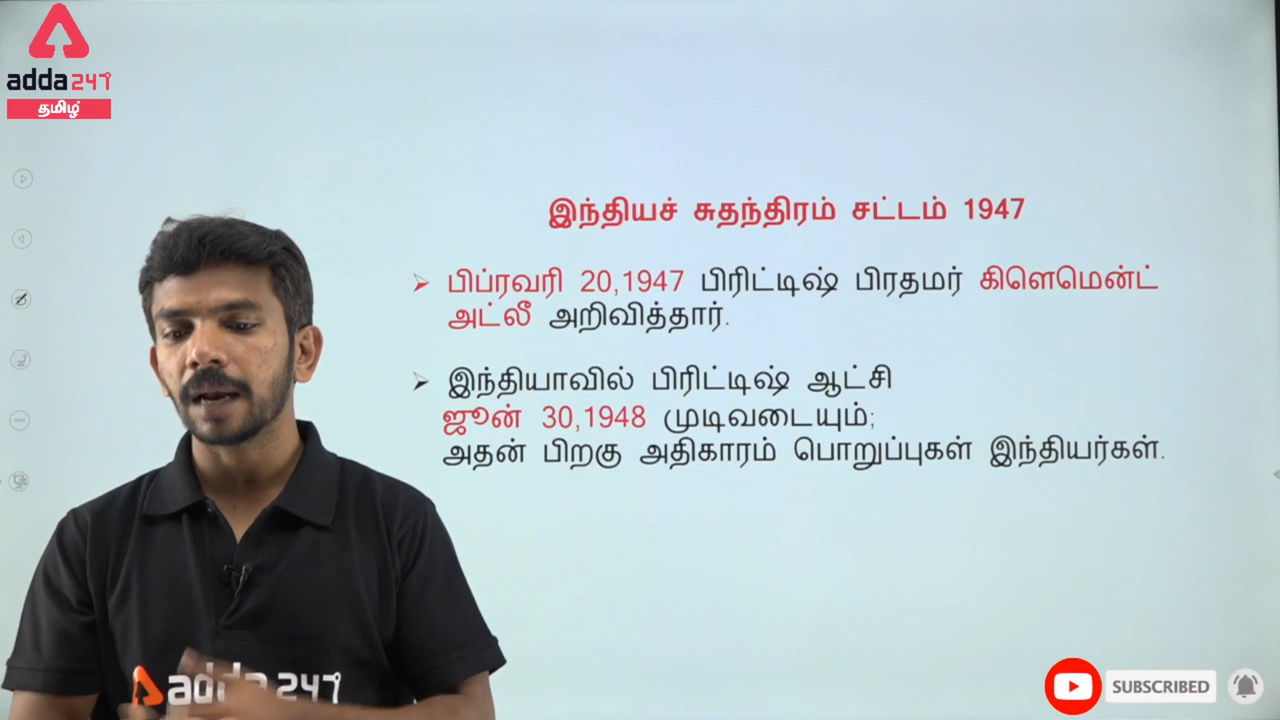 adda247
தமிழ்
இந்தியச் சுதந்திரம் சட்டம் 1947
➢ பிப்ரவரி 20,1947 பிரிட்டிஷ் பிரதமர் கிளெமென்ட்
அட்லீ அறிவித்தார்.
➢ இந்தியாவில் பிரிட்டிஷ் ஆட்சி
ஜூன் 30,1948 முடிவடையும்;
அதன் பிறகு அதிகாரம் பொறுப்புகள் இந்தியர்கள்.
adda247
SUBSCRIBED